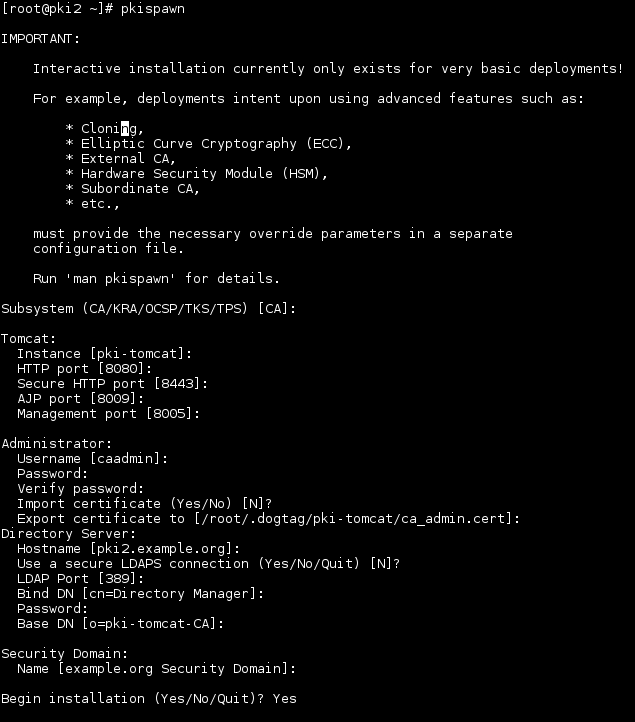 [root@pki2 ~]# pkispawn
IMPORTANT:
Interactive installation currently only exists for very basic deployments!
For example, deployments intent upon using advanced features such as:
* Cloning,
* Elliptic Curve Cryptography (ECC),
* External CA,
* Hardware Security Module (HSM),
* Subordinate CA,
* etc.,
must provide the necessary override parameters in a separate
configuration file.
Run 'man pkispawn' for details.
Subsystem (CA/KRA/OCSP/TKS/TPS) [CA]:
Tomcat:
Instance [pki-tomcat]:
HTTP port [8080]:
Secure HTTP port [8443]:
AJP port [8009]:
Management port [8005]:
Administrator:
Username [caadmin]:
Password:
Verify password:
Import certificate (Yes/No) [N]?
Export certificate to [/root/.dogtag/pki-tomcat/ca_admin.cert]:
Directory Server:
Hostname [pki2.example.org]:
Use a secure LDAPS connection (Yes/No/Quit) [N]?
LDAP Port [389]:
Bind DN [cn=Directory Manager]:
Password:
Base DN [o=pki-tomcat-CA]:
Security Domain:
Name [example.org Security Domain]:
Begin installation (Yes/No/Quit)? Yes